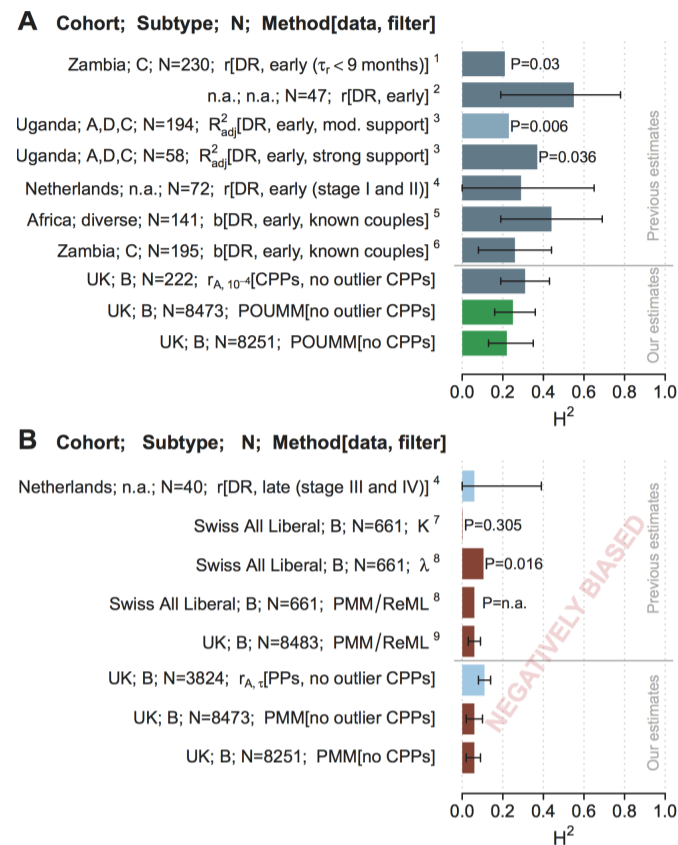 A Cohort; Subtype; N; Method[data, filter]
Zambia; C; N=230; r[DR, early (τr < 9 months)] 1
P=0.03
n.a.; n.a.; N=47; r[DR, early] 2
Uganda; A,D,C; N=194; R²adj[DR, early, mod. support] 3
P=0.006
Uganda; A,D,C; N=58; R²adj[DR, early, strong support] 3
P=0.036
Netherlands; n.a.; N=72; r[DR, early (stage I and II)] 4
Africa; diverse; N=141; b[DR, early, known couples] 5
Zambia; C; N=195; b[DR, early, known couples] 6
Previous estimates
UK; B; N=222; rA, 10⁻⁴[CPPs, no outlier CPPs]
UK; B; N=8473; POUMM[no outlier CPPs]
UK; B; N=8251; POUMM[no CPPs]
Our estimates
0.0 0.2 0.4 0.6 0.8 1.0
H²
B Cohort; Subtype; N; Method[data, filter]
Netherlands; n.a.; N=40; r[DR, late (stage III and IV)] 4
Swiss All Liberal; B; N=661; K 7
P=0.305
Swiss All Liberal; B; N=661; λ 8
P=0.016
Swiss All Liberal; B; N=661; PMM/ReML 8
P=n.a.
UK; B; N=8483; PMM/ReML 9
Previous estimates
NEGATIVELY BIASED
UK; B; N=3824; rA, τ[PPs, no outlier CPPs]
UK; B; N=8473; PMM[no outlier CPPs]
UK; B; N=8251; PMM[no CPPs]
Our estimates
0.0 0.2 0.4 0.6 0.8 1.0
H²